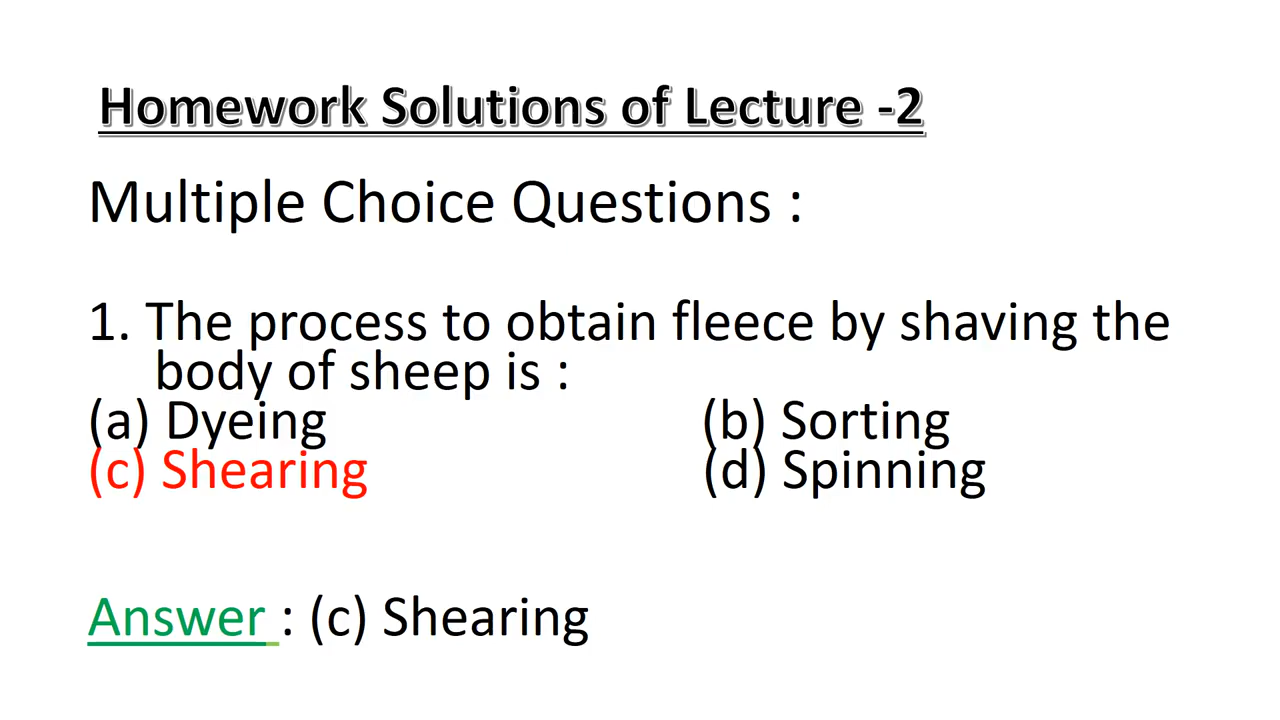 Homework Solutions of Lecture -2
Multiple Choice Questions :
1. The process to obtain fleece by shaving the
body of sheep is :
(a) Dyeing (b) Sorting
(c) Shearing (d) Spinning
Answer : (c) Shearing